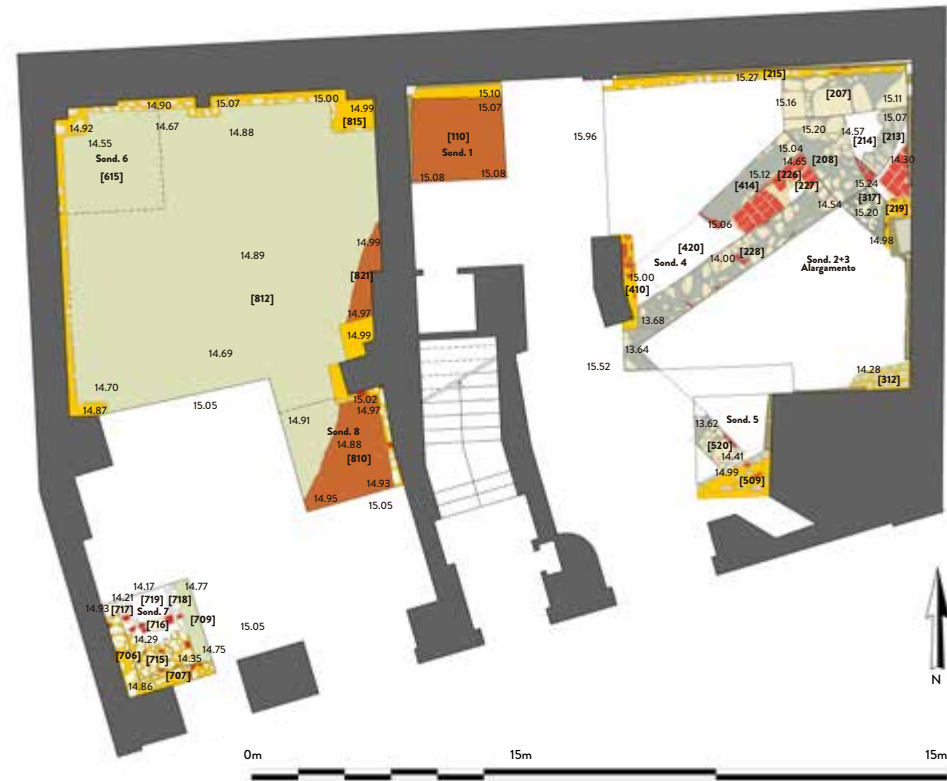 15.27 [215]
14.90 15.07 15.00 14.99
[815]
15.10
15.07
[110]
Sond. 1
15.08 15.08
15.96
15.16 [207] 15.11
15.07
14.92 14.67 14.88
14.55
Sond. 6
[615]
15.20 14.57 [213]
[214]
15.04
14.65 [208] 14.30
15.12 [226]
[414] [227] 15.24
[317]
14.54 15.20 [219]
15.06
14.98
14.99
[420]
Sond. 4
14.00 [228]
Sond. 2+3
Alargamento
14.89
[821]
15.00
[410]
[812]
14.97
13.68
14.99
13.64
14.69
15.52
14.28
[312]
14.70
14.87
15.05
15.02
14.97
14.91
Sond. 8
14.88
[810]
14.93
14.95
15.05
Sond. 5
13.62
[520]
14.41
14.99
[509]
14.17 14.77
14.21 [719] [718]
14.93 [717] Sond. 7
[716] [709]
15.05
14.29
[706] [715] 14.35 14.75
[707]
14.86
N
0m 15m 15m